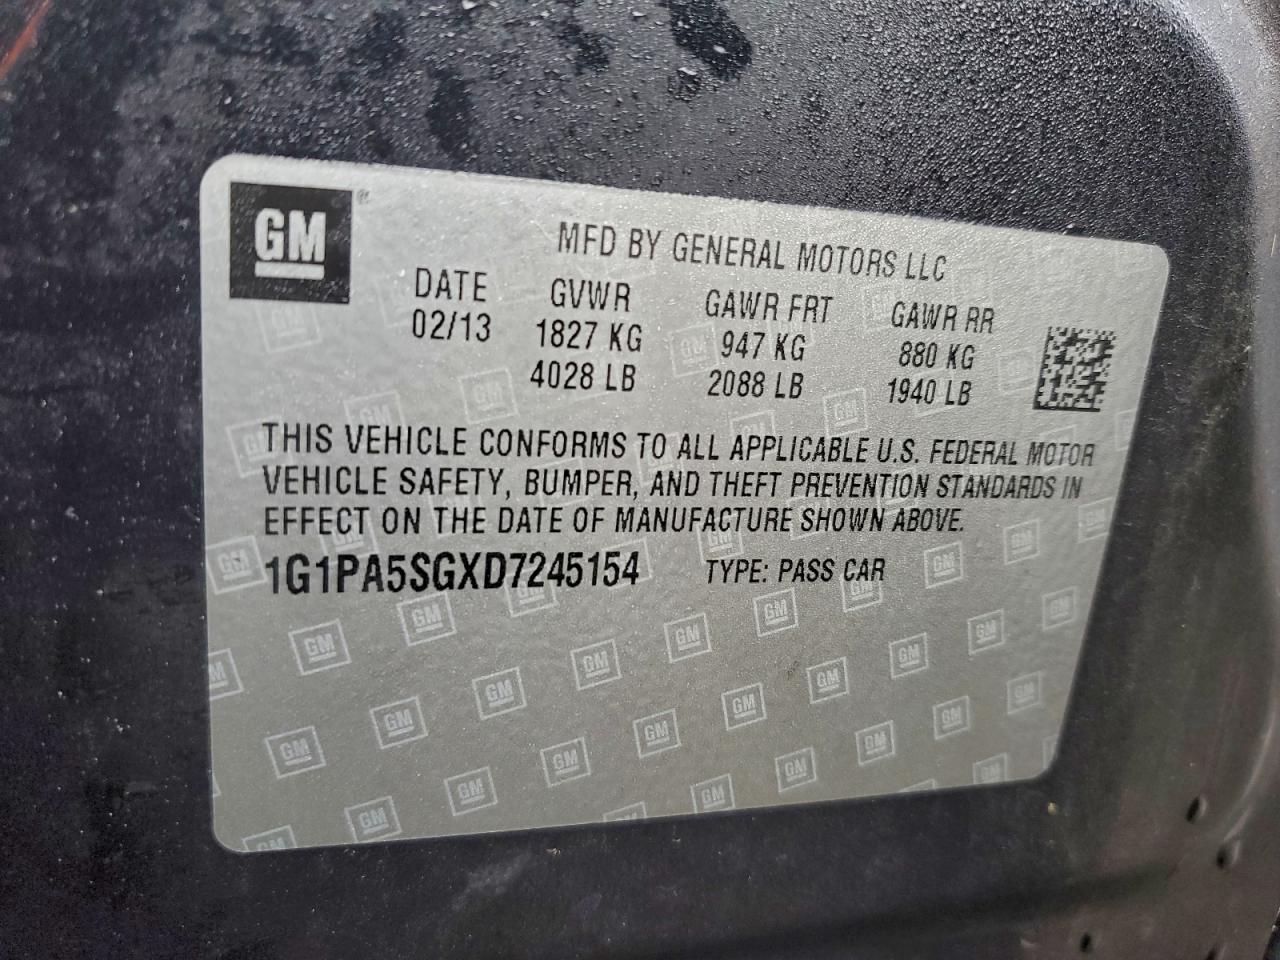 GM ®
MFD BY GENERAL MOTORS LLC
DATE GVWR GAWR FRT GAWR RR
02/13 1827 KG 947 KG 880 KG
4028 LB 2088 LB 1940 LB
THIS VEHICLE CONFORMS TO ALL APPLICABLE U.S. FEDERAL MOTOR
VEHICLE SAFETY, BUMPER, AND THEFT PREVENTION STANDARDS IN
EFFECT ON THE DATE OF MANUFACTURE SHOWN ABOVE.
1G1PA5SGXD7245154 TYPE: PASS CAR